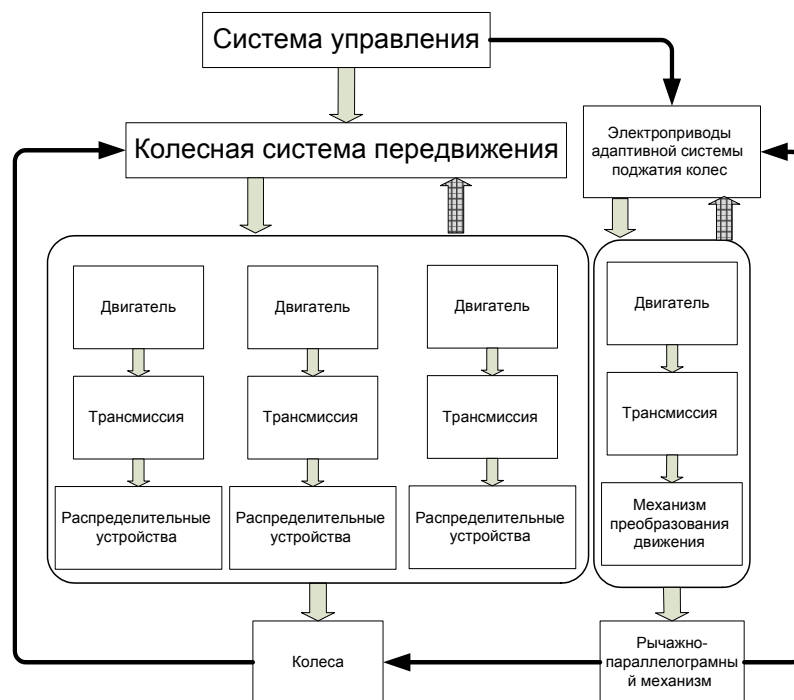 Система управления
Колесная система передвижения
Электроприводы
адаптивной системы
поджатия колес
Двигатель
Двигатель
Двигатель
Двигатель
Трансмиссия
Трансмиссия
Трансмиссия
Трансмиссия
Распределительные
устройства
Распределительные
устройства
Распределительные
устройства
Механизм
преобразования
движения
Колеса
Рычажно-
параллелограмны
й механизм